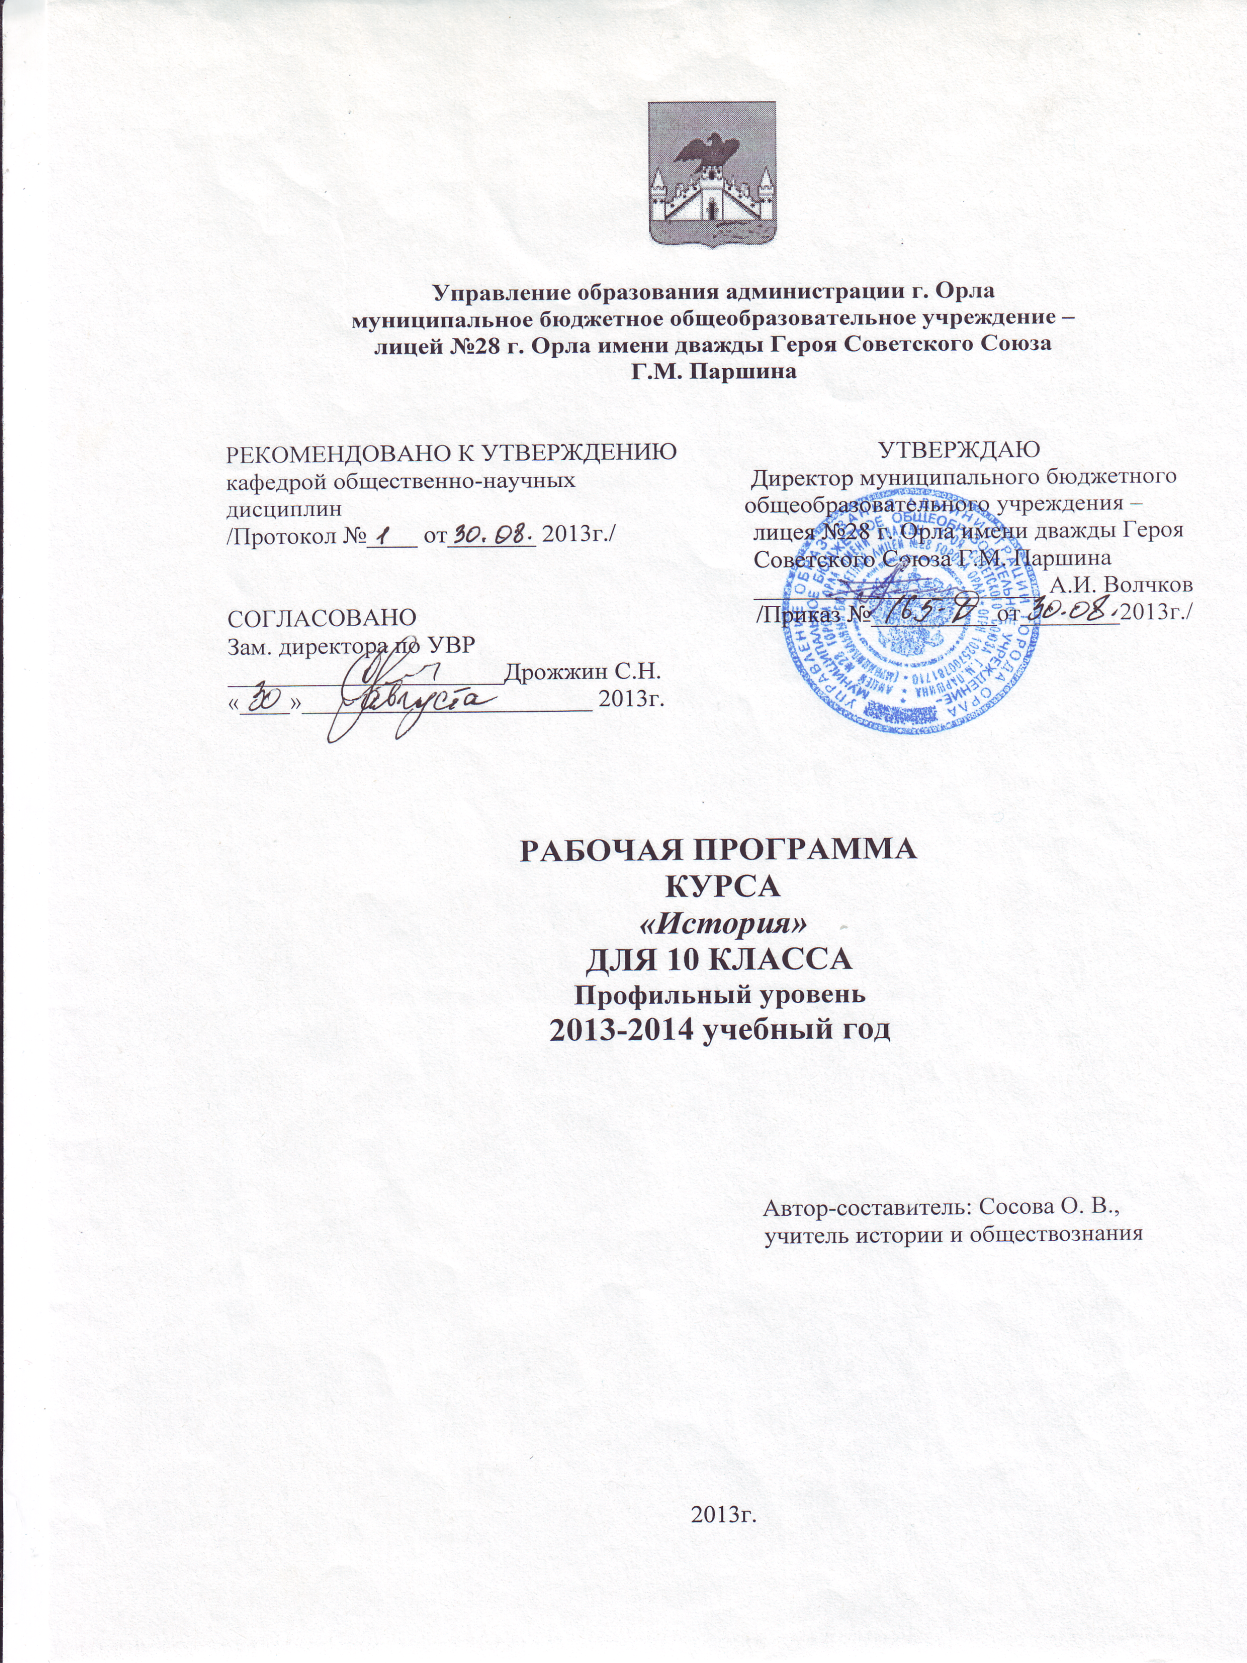 Управление образования администрации г. Орла
муниципальное бюджетное общеобразовательное учреждение –
лицей №28 г. Орла имени дважды Героя Советского Союза
Г.М. Паршина
РЕКОМЕНДОВАНО К УТВЕРЖДЕНИЮ
кафедрой общественно-научных
дисциплин
/Протокол № 1 от 30.08. 2013г./
СОГЛАСОВАНО
Зам. директора по УВР
Дрожжин С.Н.
«30» августа 2013г.
УТВЕРЖДАЮ
Директор муниципального бюджетного
общеобразовательного учреждения –
лицея №28 г. Орла имени дважды Героя
Советского Союза Г.М. Паршина
А.И. Волчков
/Приказ № 165-Д от 30.08. 2013г./
РАБОЧАЯ ПРОГРАММА
КУРСА
«История»
ДЛЯ 10 КЛАССА
Профильный уровень
2013-2014 учебный год
Автор-составитель: Сосова О. В.,
учитель истории и обществознания
2013г.